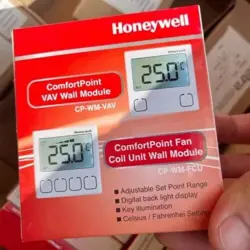 Honeywell
ComfortPoint
VAV Wall Module
CP-WM-VAV
25.0°
25.0°
ComfortPoint Fan
Coil Unit Wall Module
CP-WM-FCU
Adjustable Set Point Range
Digital back light display
Key illumination
Celsius / Fahrenhei Setting